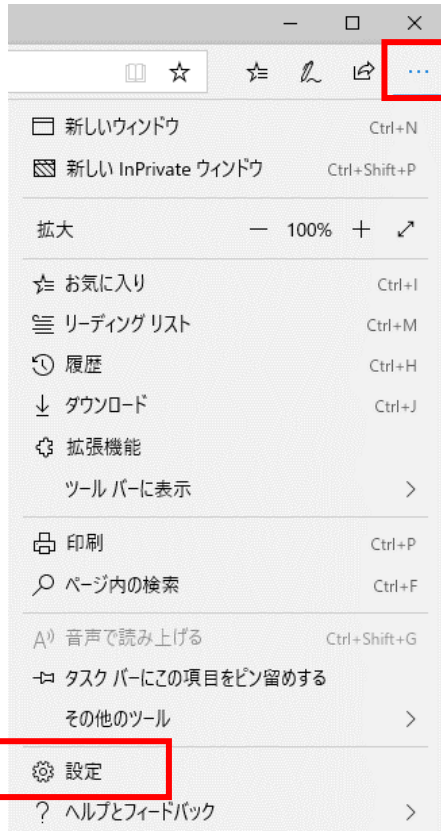 新しいウィンドウ Ctrl+N
新しい InPrivate ウィンドウ Ctrl+Shift+P
拡大 — 100% +
お気に入り Ctrl+I
リーディング リスト Ctrl+M
履歴 Ctrl+H
ダウンロード Ctrl+J
拡張機能
ツール バーに表示
印刷 Ctrl+P
ページ内の検索 Ctrl+F
音声で読み上げる Ctrl+Shift+G
タスク バーにこの項目をピン留めする
その他のツール
設定
ヘルプとフィードバック